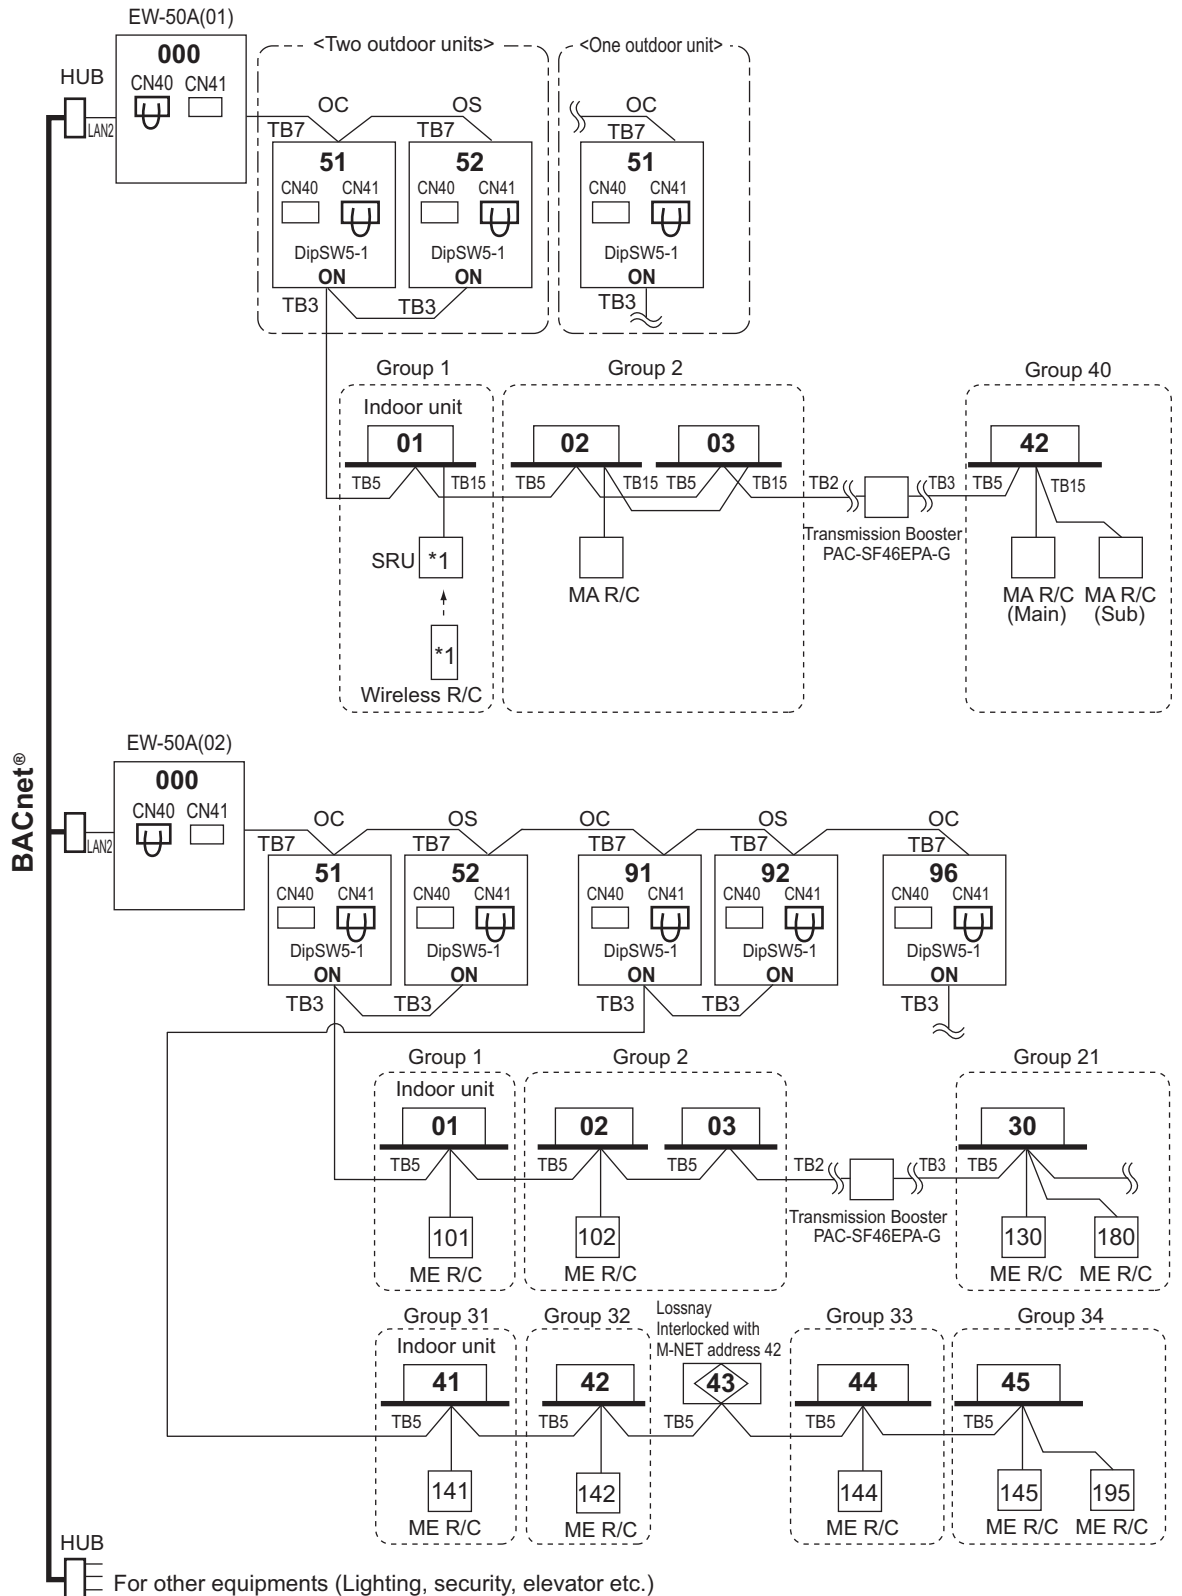 EW-50A(01)
000
CN40 CN41
HUB
LAN2
<Two outdoor units>
<One outdoor unit>
OC OS OC
TB7 TB7 TB7
51 52 51
CN40 CN41 CN40 CN41 CN40 CN41
DipSW5-1 DipSW5-1 DipSW5-1
ON ON ON
TB3 TB3 TB3
Group 1 Group 2 Group 40
Indoor unit
01 02 03 42
TB5 TB15 TB5 TB15 TB5 TB15 TB2 TB3 TB5 TB15
Transmission Booster
PAC-SF46EPA-G
SRU *1
MA R/C
MA R/C
(Main)
MA R/C
(Sub)
*1
Wireless R/C
BACnet®
EW-50A(02)
000
CN40 CN41
LAN2
OC OS OC OS OC
TB7 TB7 TB7 TB7 TB7
51 52 91 92 96
CN40 CN41 CN40 CN41 CN40 CN41 CN40 CN41 CN40 CN41
DipSW5-1 DipSW5-1 DipSW5-1 DipSW5-1 DipSW5-1
ON ON ON ON ON
TB3 TB3 TB3 TB3 TB3
Group 1 Group 2 Group 21
Indoor unit
01 02 03 30
TB5 TB5 TB5 TB2 TB3 TB5
Transmission Booster
PAC-SF46EPA-G
101 102 130 180
ME R/C ME R/C ME R/C ME R/C
Group 31 Group 32
Lossnay
Interlocked with
M-NET address 42
Group 33 Group 34
Indoor unit
41 42 43 44 45
TB5 TB5 TB5 TB5 TB5
141 142 144 145 195
ME R/C ME R/C ME R/C ME R/C ME R/C
HUB
For other equipments (Lighting, security, elevator etc.)